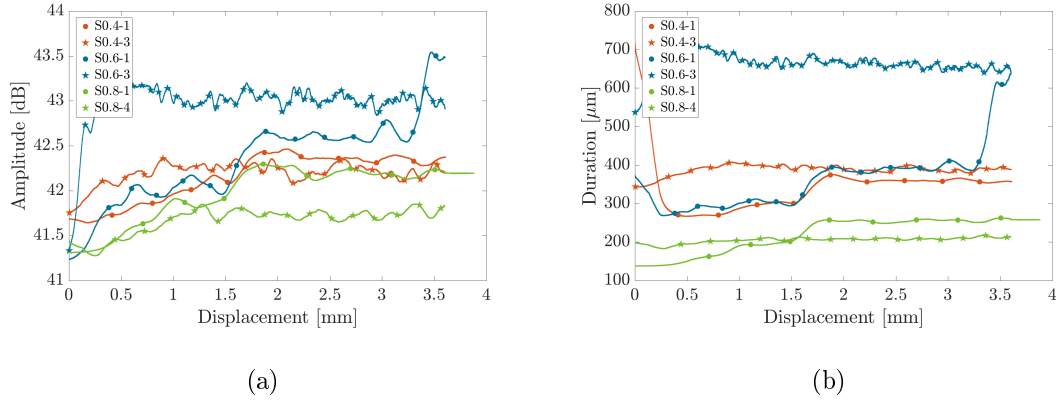 44
43.5
43
42.5
42
41.5
41
Amplitude [dB]
S0.4-1
S0.4-3
S0.6-1
S0.6-3
S0.8-1
S0.8-4
0 0.5 1 1.5 2 2.5 3 3.5 4
Displacement [mm]
(a)
800
700
600
500
400
300
200
100
Duration [μm]
S0.4-1
S0.4-3
S0.6-1
S0.6-3
S0.8-1
S0.8-4
0 0.5 1 1.5 2 2.5 3 3.5 4
Displacement [mm]
(b)